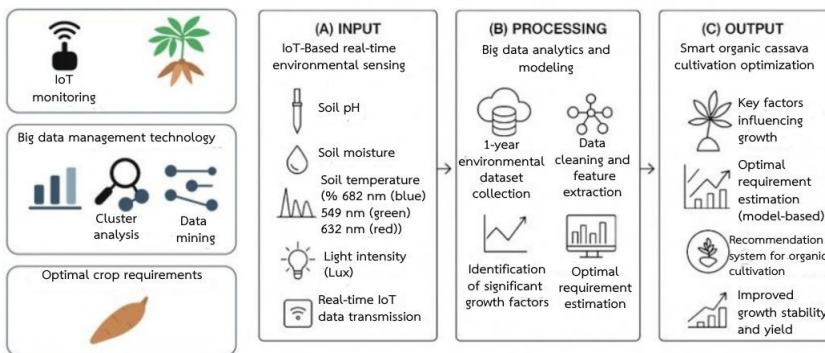 IoT
monitoring
Big data management technology
Cluster
analysis
Data
mining
Optimal crop requirements
(A) INPUT
IoT-Based real-time
environmental sensing
Soil pH
Soil moisture
Soil temperature
(% 682 nm (blue)
549 nm (green)
632 nm (red))
Light intensity
(Lux)
Real-time IoT
data transmission
(B) PROCESSING
Big data analytics and
modeling
1-year
environmental
dataset
collection
Data
cleaning and
feature
extraction
Identification
of significant
growth factors
Optimal
requirement
estimation
(C) OUTPUT
Smart organic cassava
cultivation optimization
Key factors
influencing
growth
Optimal
requirement
estimation
(model-based)
Recommendation
system for organic
cultivation
Improved
growth stability
and yield